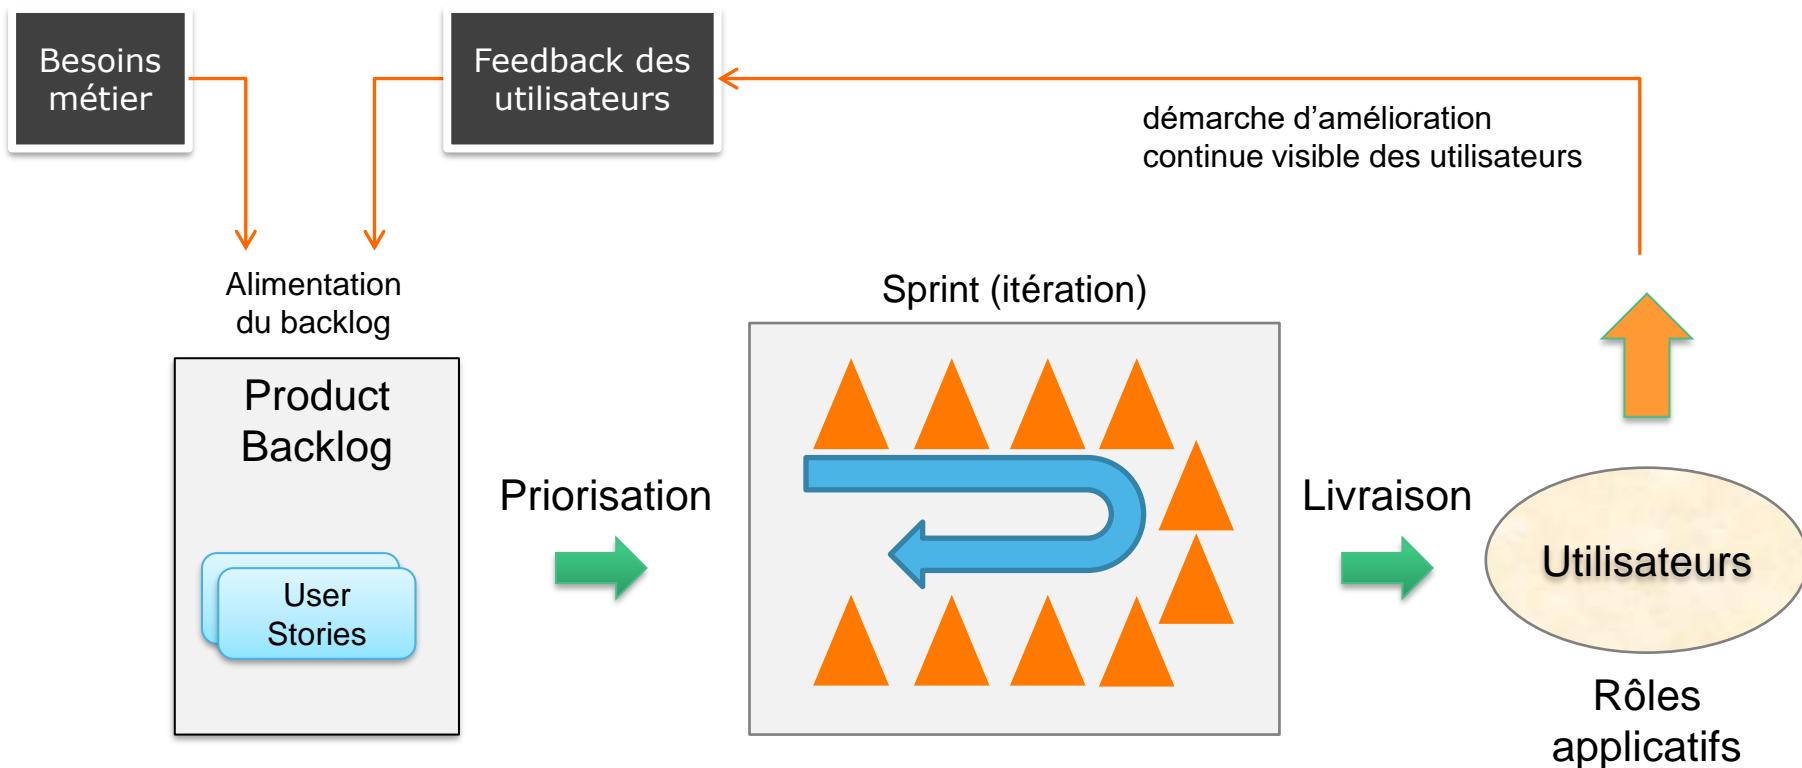 Besoins
métier
Feedback des
utilisateurs
démarche d’amélioration
continue visible des utilisateurs
Alimentation
du backlog
Sprint (itération)
Product
Backlog
Priorisation
Livraison
Utilisateurs
User
Stories
Rôles
applicatifs